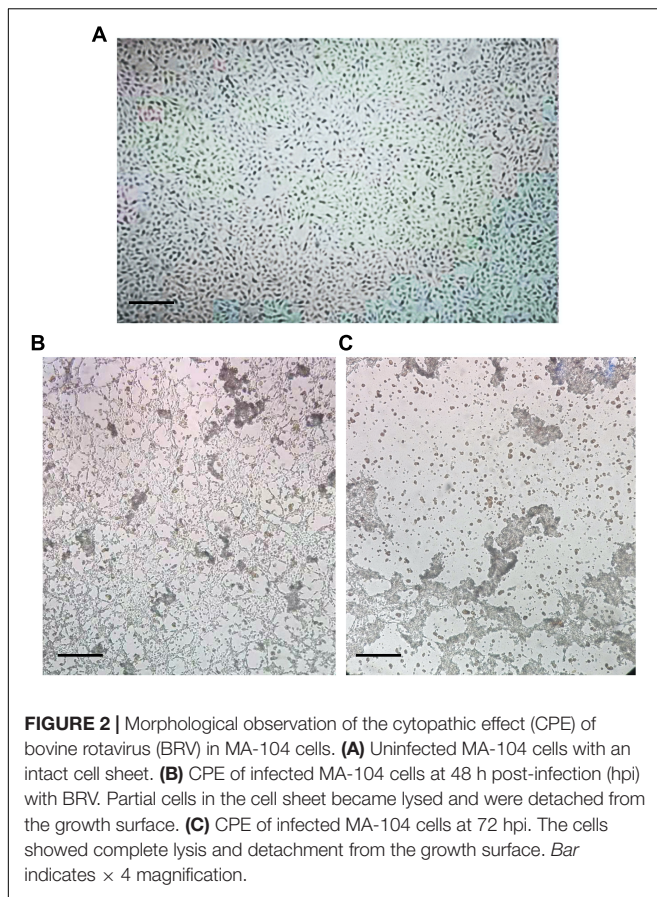 A
B
C
FIGURE 2 | Morphological observation of the cytopathic effect (CPE) of
bovine rotavirus (BRV) in MA-104 cells. (A) Uninfected MA-104 cells with an
intact cell sheet. (B) CPE of infected MA-104 cells at 48 h post-infection (hpi)
with BRV. Partial cells in the cell sheet became lysed and were detached from
the growth surface. (C) CPE of infected MA-104 cells at 72 hpi. The cells
showed complete lysis and detachment from the growth surface. Bar
indicates × 4 magnification.